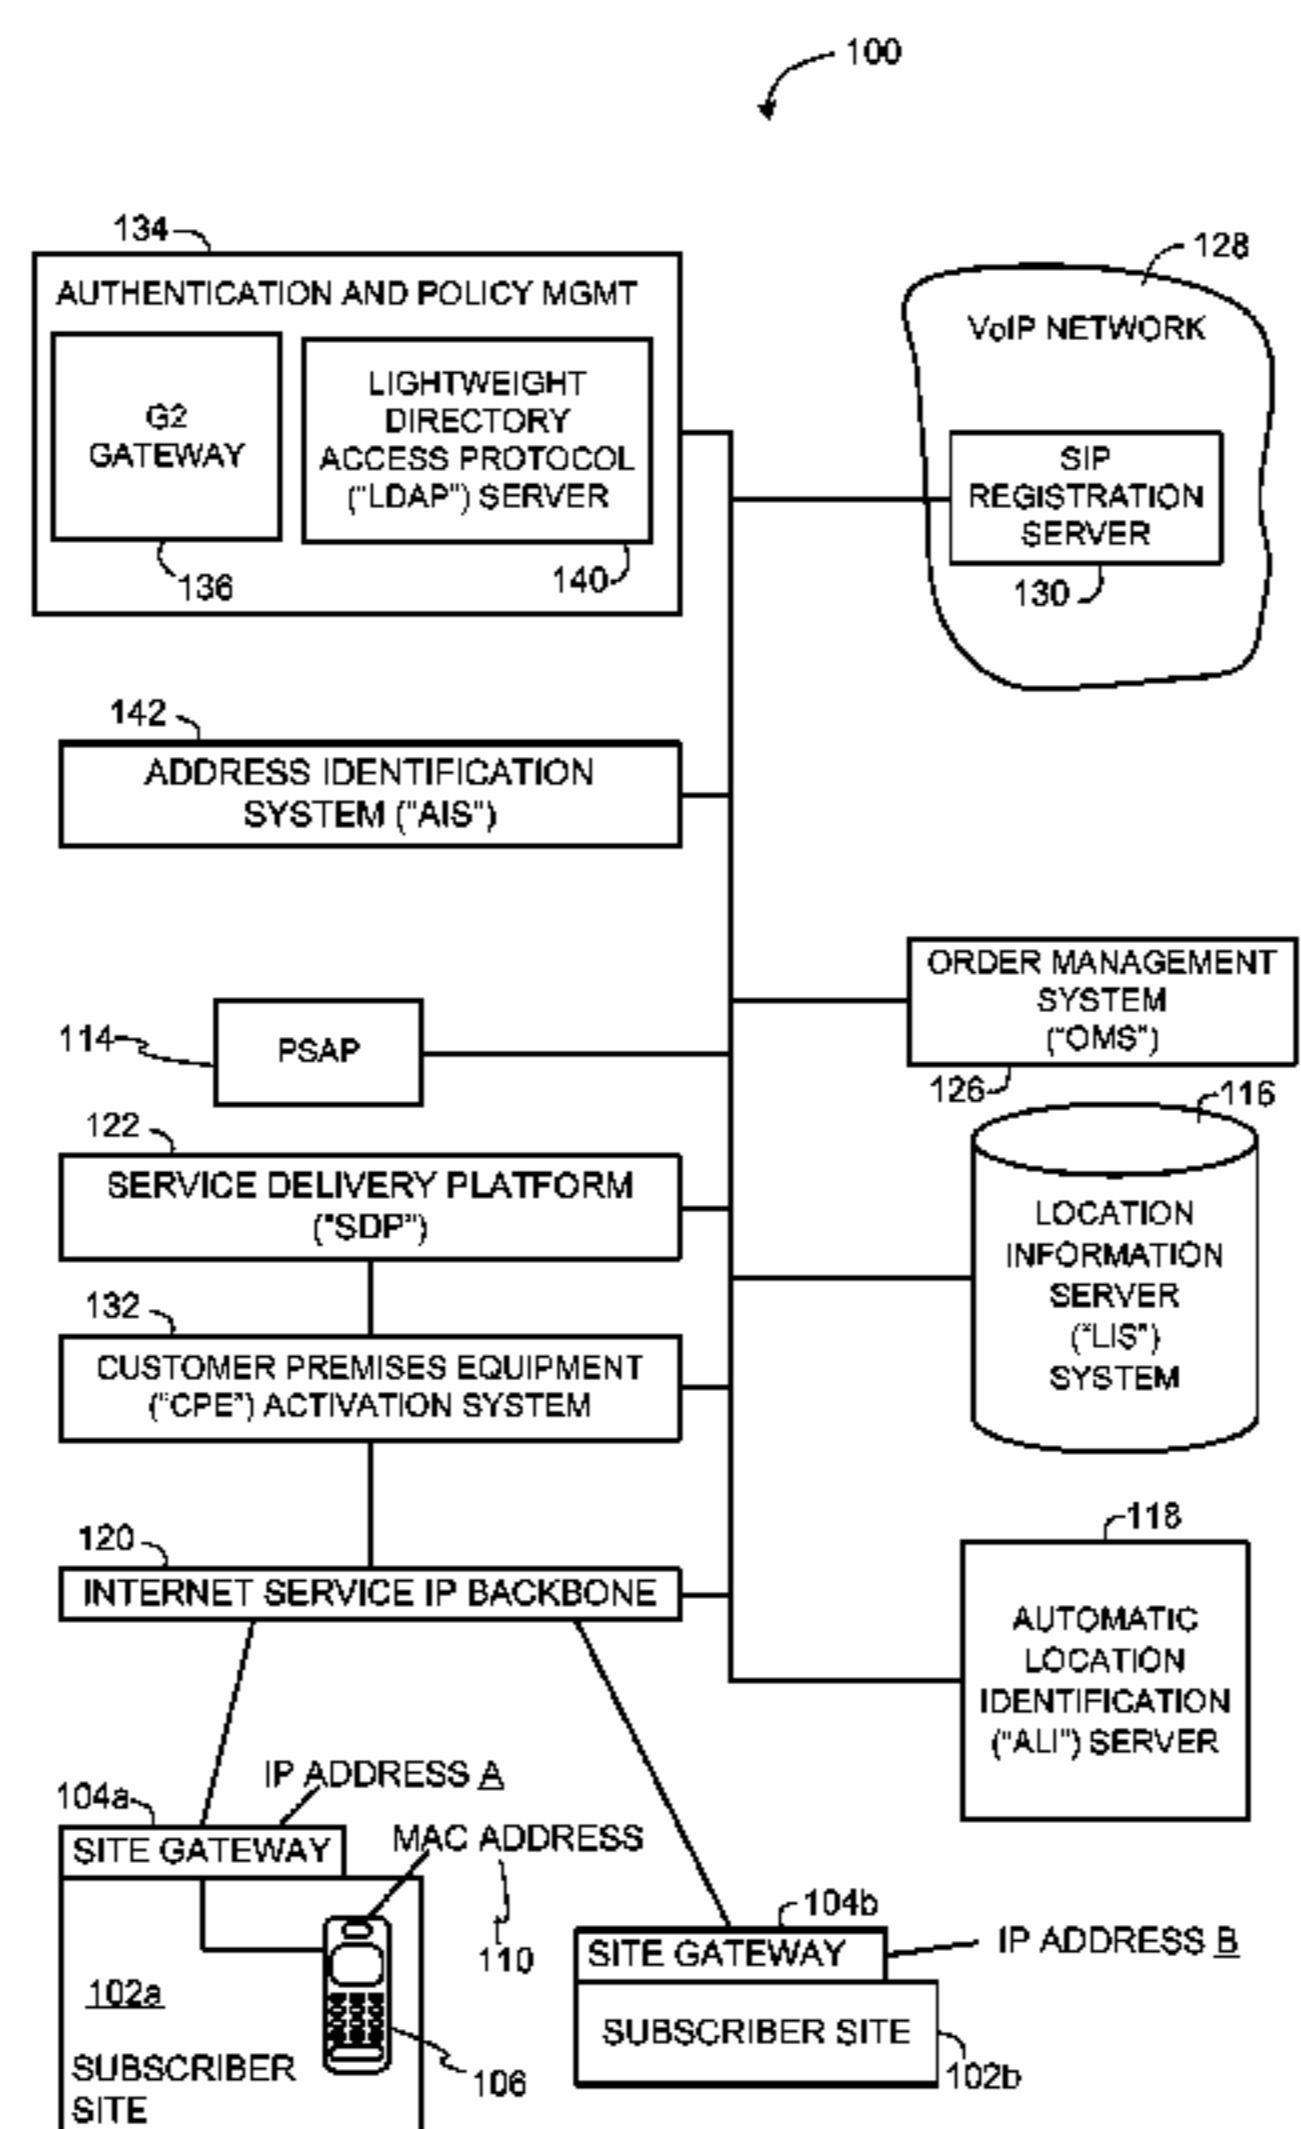 100
134
AUTHENTICATION AND POLICY MGMT
G2
GATEWAY
136
LIGHTWEIGHT
DIRECTORY
ACCESS PROTOCOL
("LDAP") SERVER
140
128
VoIP NETWORK
SIP
REGISTRATION
SERVER
130
142
ADDRESS IDENTIFICATION
SYSTEM ("AIS")
ORDER MANAGEMENT
SYSTEM
("OMS")
126
114
PSAP
116
LOCATION
INFORMATION
SERVER
("LIS")
SYSTEM
122
SERVICE DELIVERY PLATFORM
("SDP")
132
CUSTOMER PREMISES EQUIPMENT
("CPE") ACTIVATION SYSTEM
120
INTERNET SERVICE IP BACKBONE
118
AUTOMATIC
LOCATION
IDENTIFICATION
("ALI") SERVER
IP ADDRESS A
104a
SITE GATEWAY
MAC ADDRESS
110
102a
SUBSCRIBER
SITE
106
104b
SITE GATEWAY
IP ADDRESS B
SUBSCRIBER SITE
102b